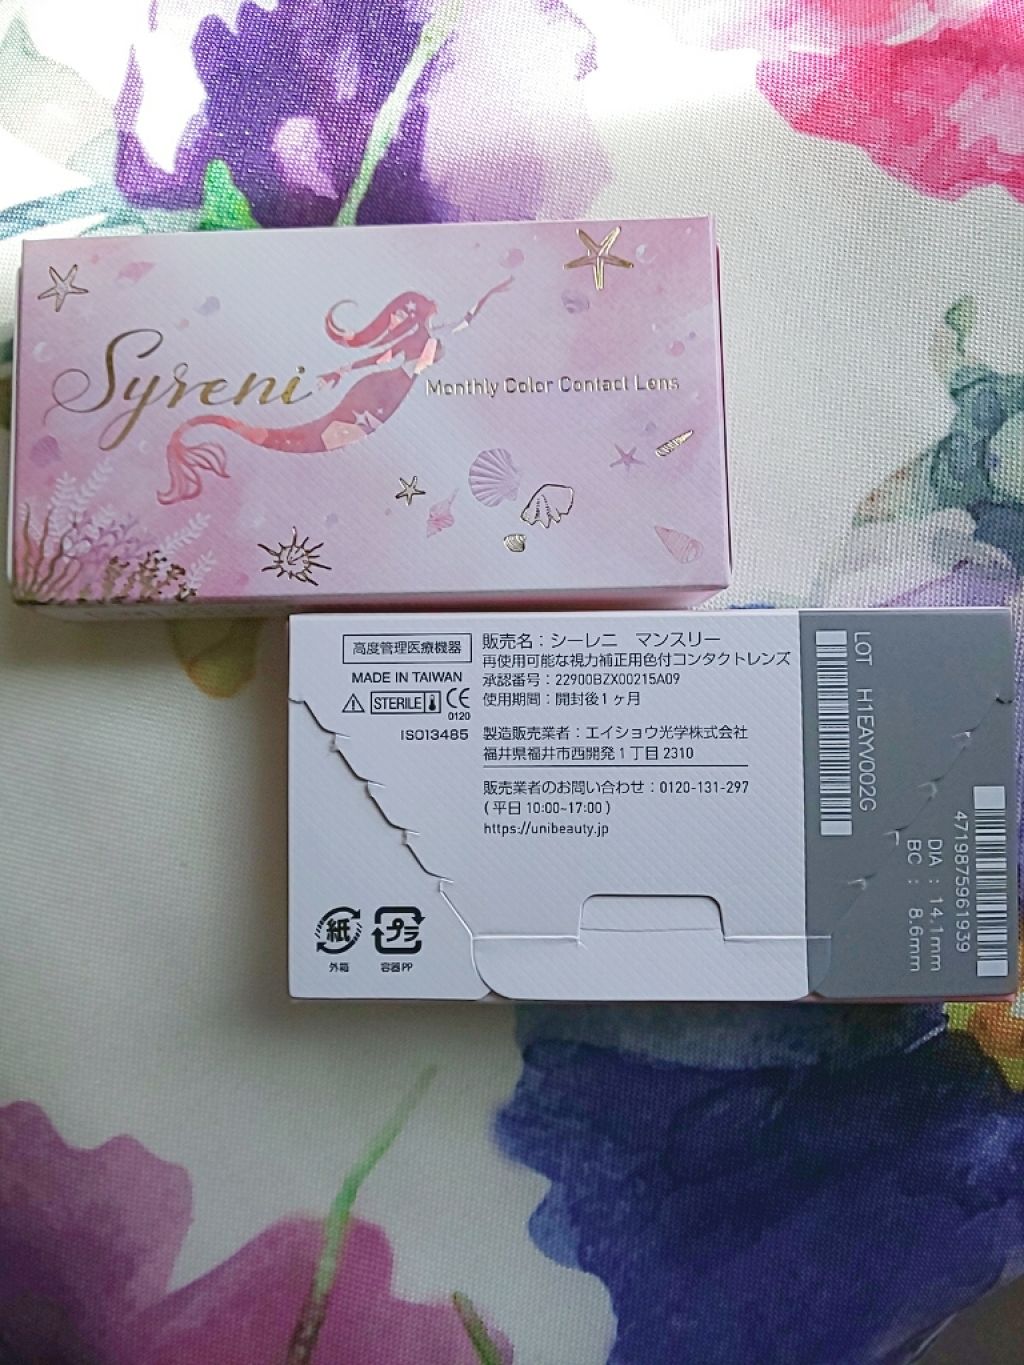 Syreni
Monthly Color Contact Lens
高度管理医療機器
MADE IN TAIWAN
STERILE
CE
0120
ISO13485
販売名：シーレニ マンスリー
再使用可能な視力補正用色付コンタクトレンズ
承認番号：22900BZX00215A09
使用期間：開封後1ヶ月
製造販売業者：エイショウ光学株式会社
福井県福井市西開発1丁目2310
販売業者のお問い合わせ：0120-131-297
(平日10:00~17:00)
https://unibeauty.jp
紙
外箱
プラ
容器PP
LOT H1EAYV002G
4719875961939
DIA : 14.1mm
BC : 8.6mm